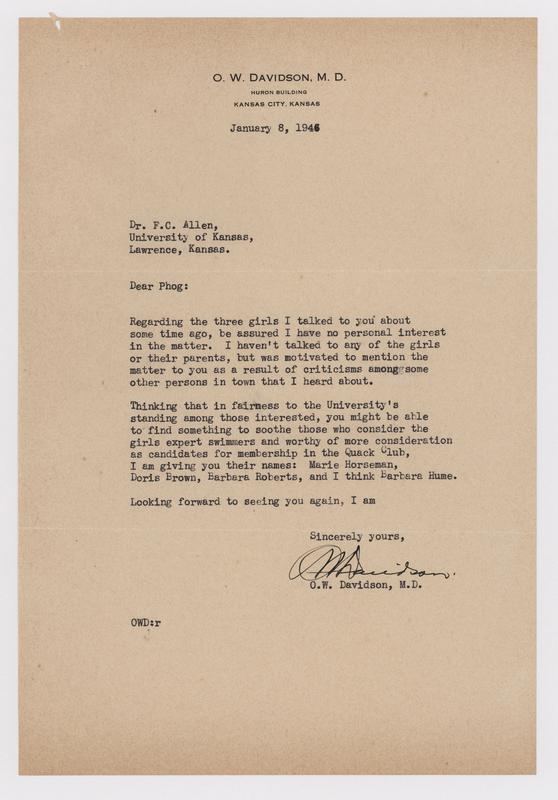 O. W. DAVIDSON, M. D.
HURON BUILDING
KANSAS CITY, KANSAS
January 8, 1946
Dr. F.C. Allen,
University of Kansas,
Lawrence, Kansas.
Dear Phog:
Regarding the three girls I talked to you about
some time ago, be assured I have no personal interest
in the matter.  I haven't talked to any of the girls
or their parents, but was motivated to mention the
matter to you as a result of criticisms among some
other persons in town that I heard about.
Thinking that in fairness to the University's
standing among those interested, you might be able
to find something to soothe those who consider the
girls expert swimmers and worthy of more consideration
as candidates for membership in the Quack Club,
I am giving you their names:  Marie Horseman,
Doris Brown, Barbara Roberts, and I think Barbara Hume.
Looking forward to seeing you again, I am
Sincerely yours,
OWDavidson.
O.W. Davidson, M.D.
OWD:r